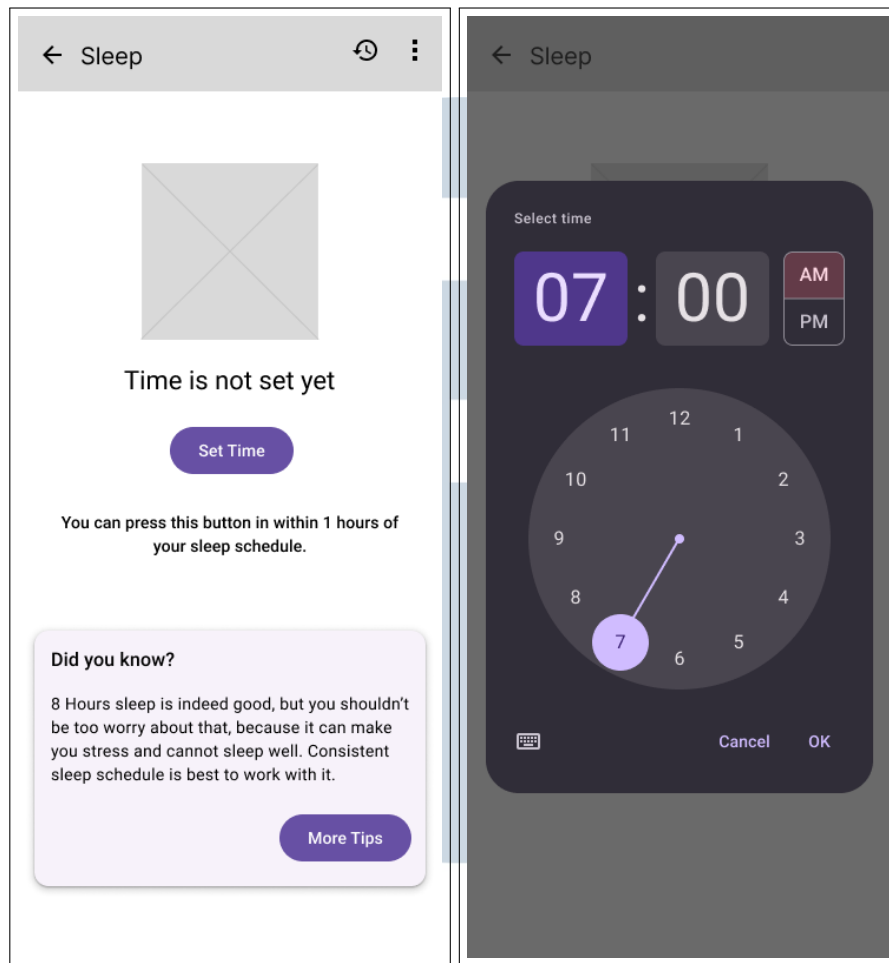 Sleep
Time is not set yet
Set Time
You can press this button in within 1 hours of
your sleep schedule.
Did you know?
8 Hours sleep is indeed good, but you shouldn't
be too worry about that, because it can make
you stress and cannot sleep well. Consistent
sleep schedule is best to work with it.
More Tips
Sleep
Select time
07:00
AM
PM
12
1
2
3
4
5
6
7
8
9
10
11
Cancel
OK